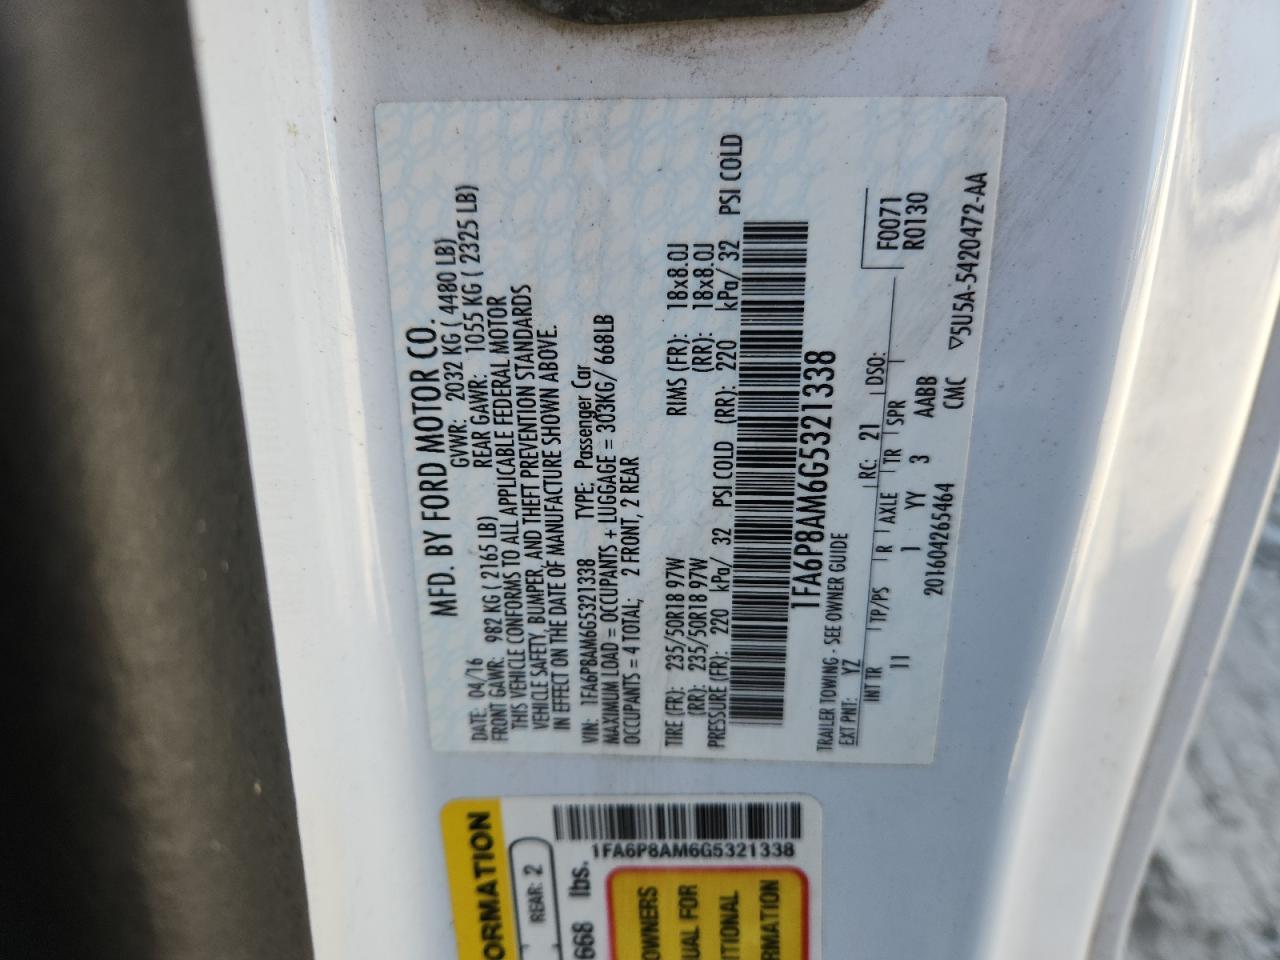 MFD. BY FORD MOTOR CO.
DATE: 04/16 GVWR: 2032 KG ( 4480 LB)
FRONT GAWR: 982 KG ( 2165 LB) REAR GAWR: 1055 KG ( 2325 LB)
THIS VEHICLE CONFORMS TO ALL APPLICABLE FEDERAL MOTOR
VEHICLE SAFETY, BUMPER, AND THEFT PREVENTION STANDARDS
IN EFFECT ON THE DATE OF MANUFACTURE SHOWN ABOVE.
VIN: 1FA6P8AM6G5321338 TYPE: Passenger Car
MAXIMUM LOAD = OCCUPANTS + LUGGAGE = 303KG/ 668LB
OCCUPANTS = 4 TOTAL; 2 FRONT, 2 REAR
TIRE (FR): 235/50R18 97W RIMS (FR): 18x8.0J
(RR): 235/50R18 97W (RR): 18x8.0J
PRESSURE (FR): 220 kPa/ 32 PSI COLD (RR): 220 kPa/ 32 PSI COLD
1FA6P8AM6G5321338
TRAILER TOWING - SEE OWNER GUIDE
EXT PNT: YZ RC: 21 DSO: F0071
INT TR TP/PS R AXLE TR SPR R0130
11 1 YY 3 AABB
201604265464 CMC ▽5U5A-5420472-AA
ORMATION
REAR: 2
668 lbs.
1FA6P8AM6G5321338
OWNERS
UAL FOR
ITIONAL
RMATION